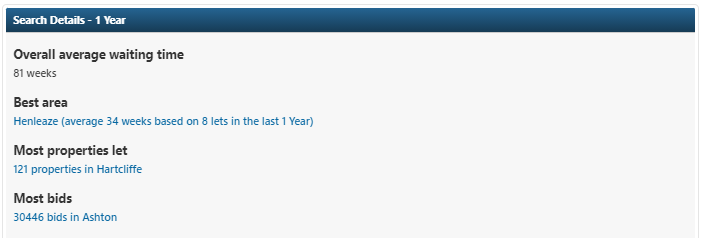 Search Details - 1 Year
Overall average waiting time
81 weeks
Best area
Henleaze (average 34 weeks based on 8 lets in the last 1 Year)
Most properties let
121 properties in Hartcliffe
Most bids
30446 bids in Ashton